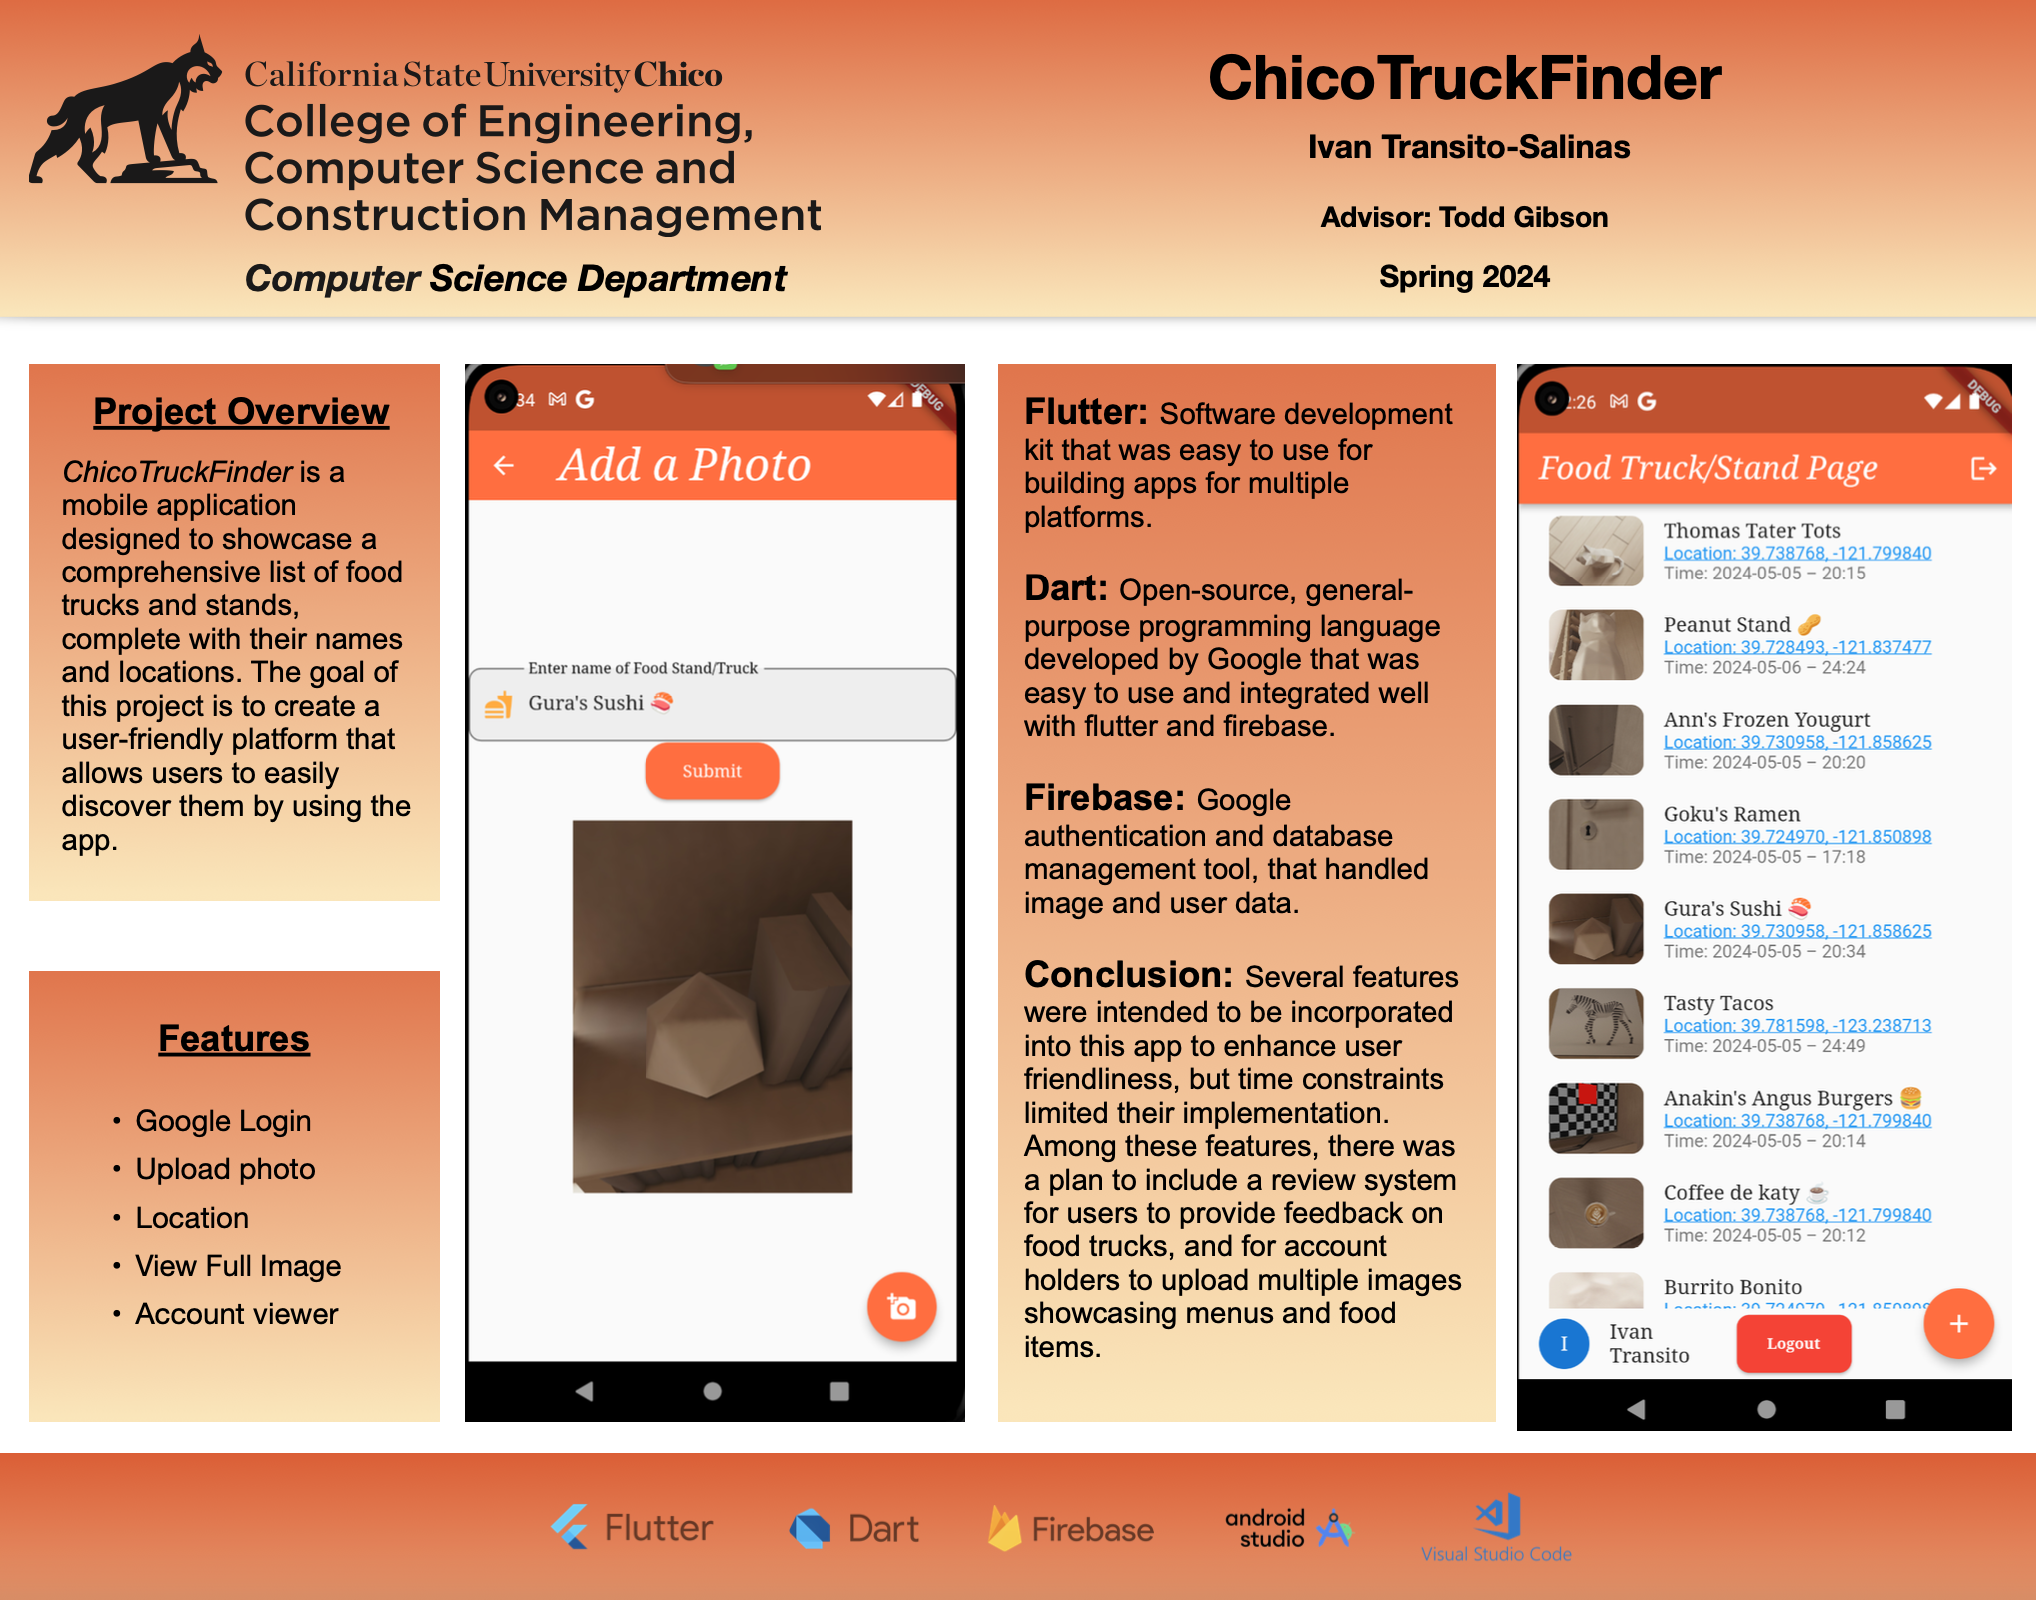 California State University Chico
College of Engineering,
Computer Science and
Construction Management
Computer Science Department
ChicoTruckFinder
Ivan Transito-Salinas
Advisor: Todd Gibson
Spring 2024
Project Overview
ChicoTruckFinder is a
mobile application
designed to showcase a
comprehensive list of food
trucks and stands,
complete with their names
and locations. The goal of
this project is to create a
user-friendly platform that
allows users to easily
discover them by using the
app.
Features
• Google Login
• Upload photo
• Location
• View Full Image
• Account viewer
34
DEBUG
Add a Photo
Enter name of Food Stand/Truck
Gura's Sushi 🍣
Submit
Flutter: Software development
kit that was easy to use for
building apps for multiple
platforms.
Dart: Open-source, general-
purpose programming language
developed by Google that was
easy to use and integrated well
with flutter and firebase.
Firebase: Google
authentication and database
management tool, that handled
image and user data.
Conclusion: Several features
were intended to be incorporated
into this app to enhance user
friendliness, but time constraints
limited their implementation.
Among these features, there was
a plan to include a review system
for users to provide feedback on
food trucks, and for account
holders to upload multiple images
showcasing menus and food
items.
:26
DEBUG
Food Truck/Stand Page
Thomas Tater Tots
Location: 39.738768, -121.799840
Time: 2024-05-05 – 20:15
Peanut Stand 🥜
Location: 39.728493, -121.837477
Time: 2024-05-06 – 24:24
Ann's Frozen Yougurt
Location: 39.730958, -121.858625
Time: 2024-05-05 – 20:20
Goku's Ramen
Location: 39.724970, -121.850898
Time: 2024-05-05 – 17:18
Gura's Sushi 🍣
Location: 39.730958, -121.858625
Time: 2024-05-05 – 20:34
Tasty Tacos
Location: 39.781598, -123.238713
Time: 2024-05-05 – 24:49
Anakin's Angus Burgers 🍔
Location: 39.738768, -121.799840
Time: 2024-05-05 – 20:14
Coffee de katy ☕
Location: 39.738768, -121.799840
Time: 2024-05-05 – 20:12
Burrito Bonito
Location: 39.724970, -121.850898
I
Ivan
Transito
Logout
Flutter
Dart
Firebase
android
studio
Visual Studio Code